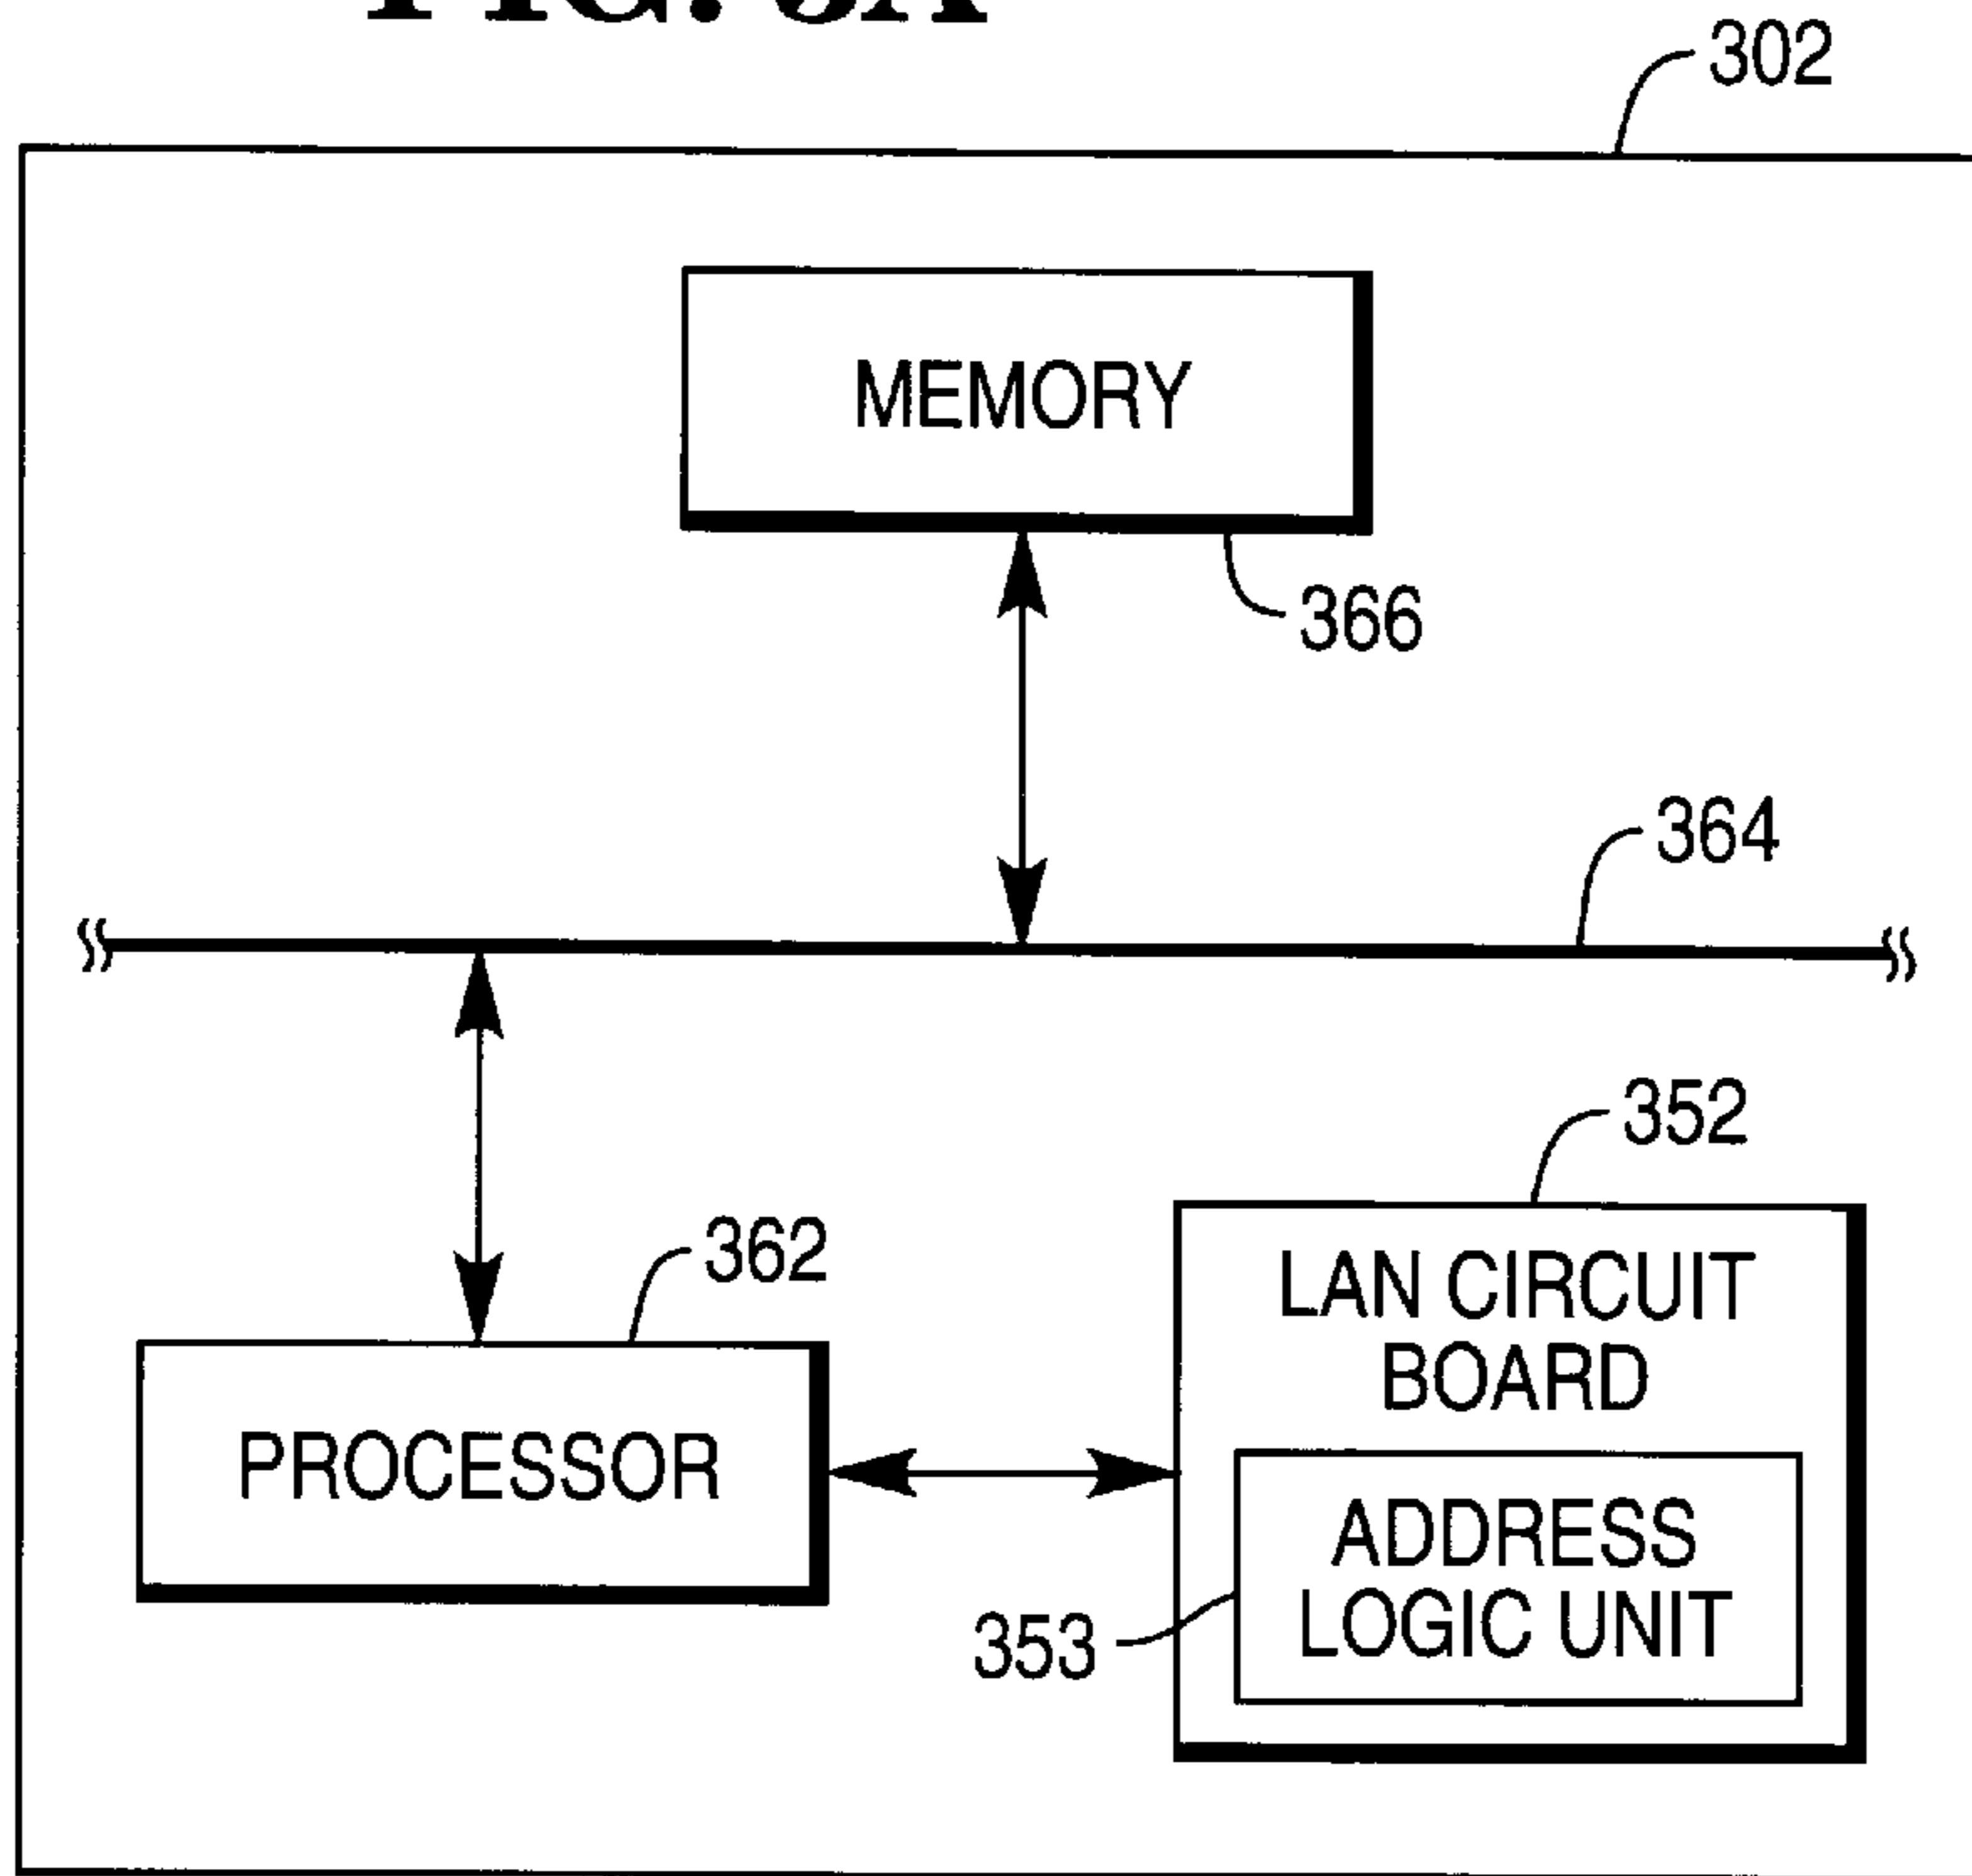 302
MEMORY
366
364
352
362
LAN CIRCUIT
BOARD
PROCESSOR
ADDRESS
LOGIC UNIT
353